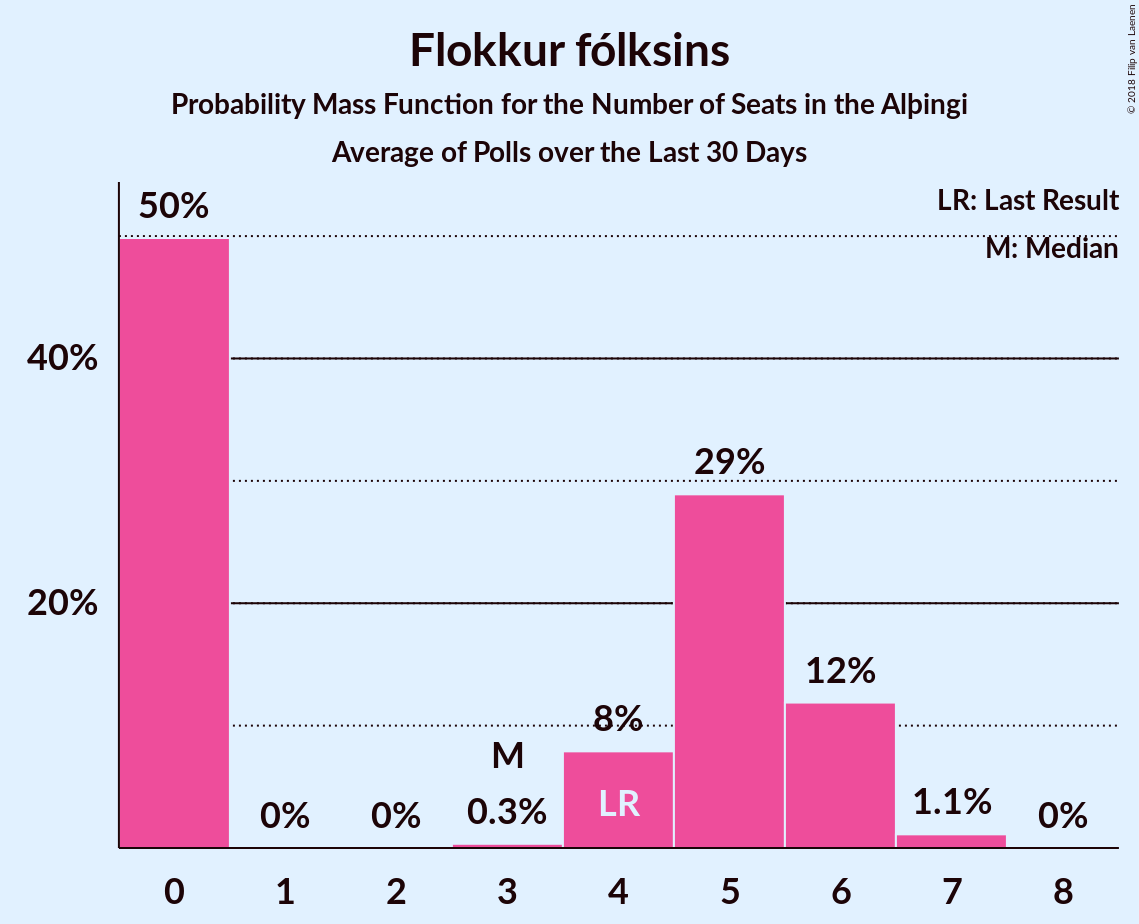 Flokkur fólksins
Probability Mass Function for the Number of Seats in the Alþingi
Average of Polls over the Last 30 Days
© 2018 Filip van Laenen
LR: Last Result
M: Median
50%
40%
29%
20%
12%
8%
M
LR
0%
0%
0.3%
1.1%
0%
0 1 2 3 4 5 6 7 8